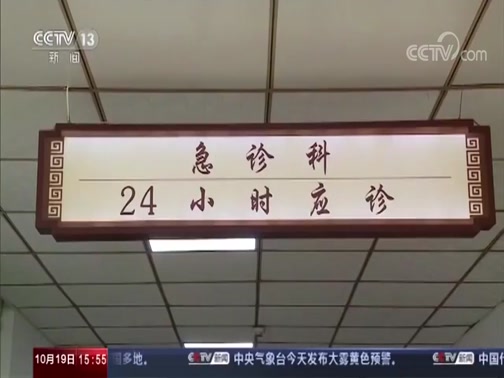 CCTV 13
新闻
CCTV.com
急诊科
24小时应诊
10月19日 15:55
多地。 CCTV新闻 中央气象台今天发布大雾黄色预警。 CCTV新闻 中国